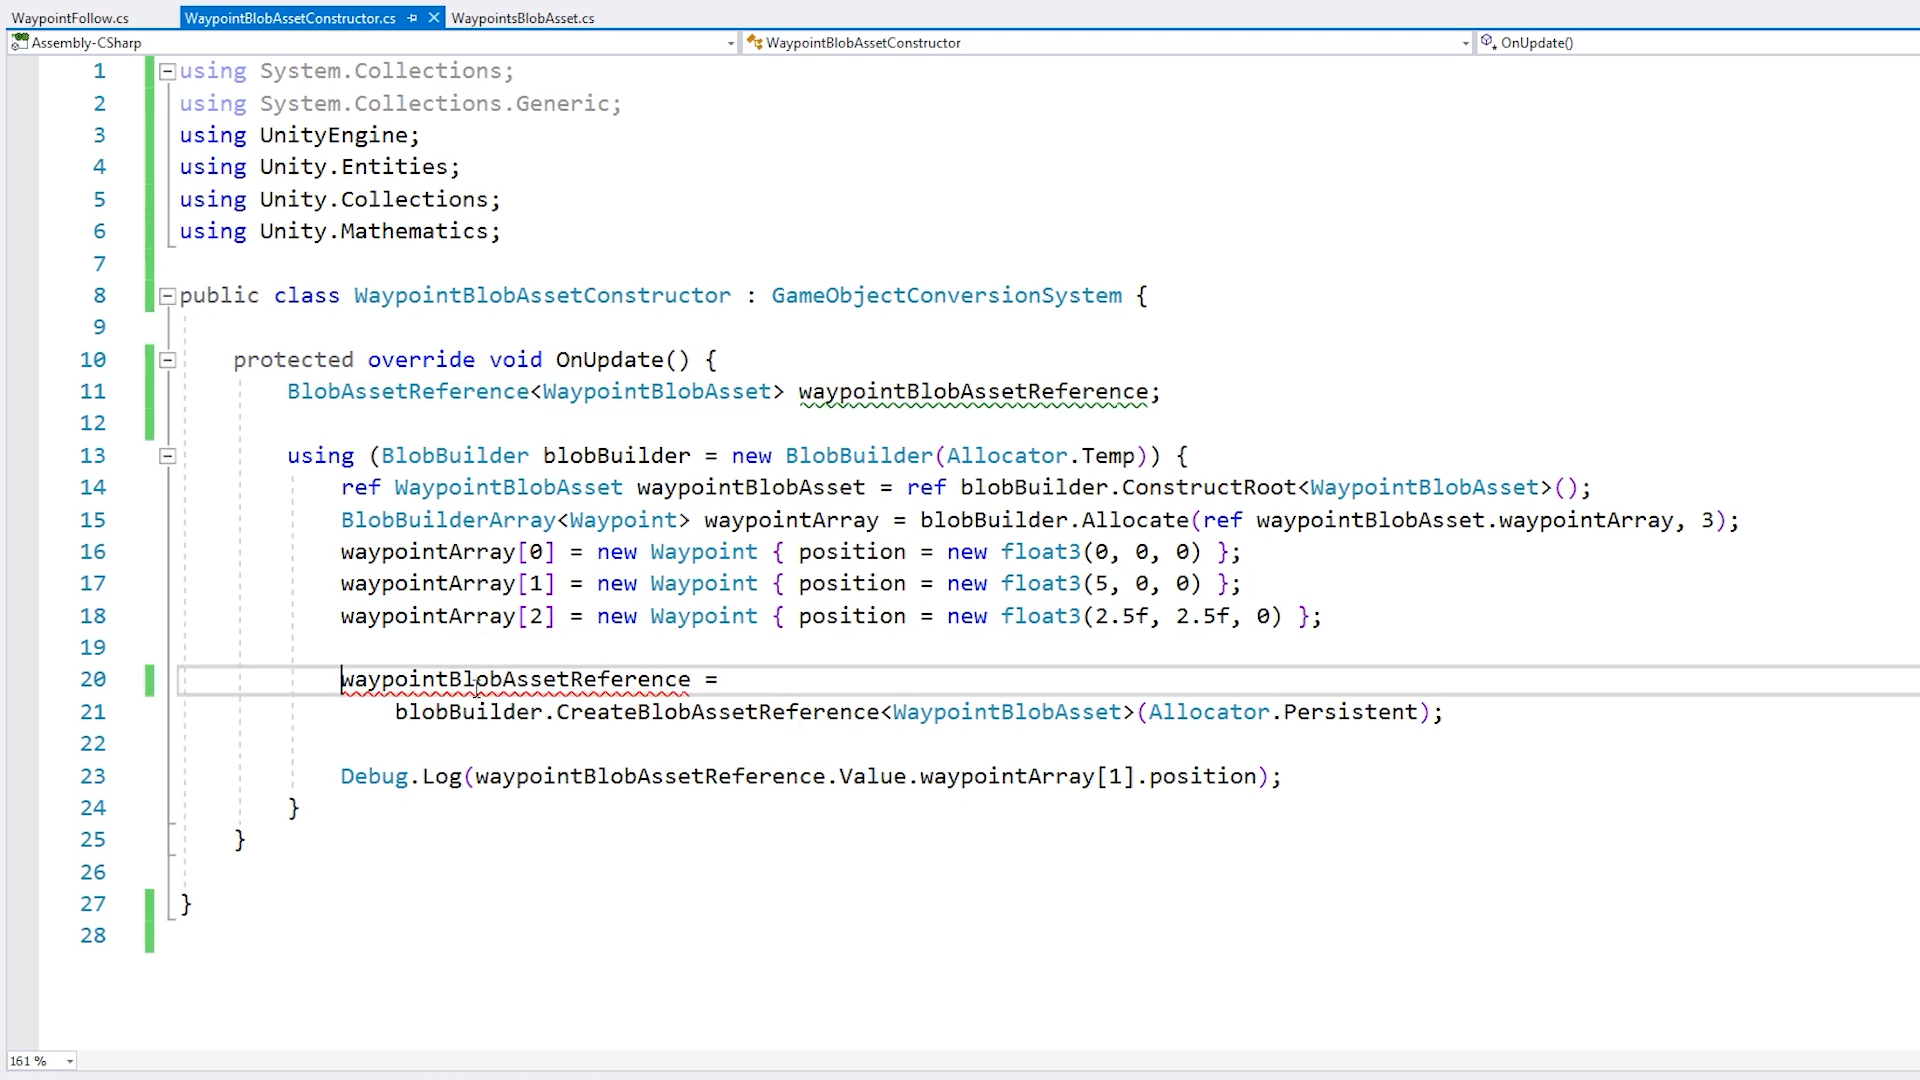 WaypointFollow.cs WaypointBlobAssetConstructor.cs WaypointsBlobAsset.cs
Assembly-CSharp WaypointBlobAssetConstructor OnUpdate()
1 using System.Collections;
2 using System.Collections.Generic;
3 using UnityEngine;
4 using Unity.Entities;
5 using Unity.Collections;
6 using Unity.Mathematics;
7
8 public class WaypointBlobAssetConstructor : GameObjectConversionSystem {
9
10 protected override void OnUpdate() {
11 BlobAssetReference<WaypointBlobAsset> waypointBlobAssetReference;
12
13 using (BlobBuilder blobBuilder = new BlobBuilder(Allocator.Temp)) {
14 ref WaypointBlobAsset waypointBlobAsset = ref blobBuilder.ConstructRoot<WaypointBlobAsset>();
15 BlobBuilderArray<Waypoint> waypointArray = blobBuilder.Allocate(ref waypointBlobAsset.waypointArray, 3);
16 waypointArray[0] = new Waypoint { position = new float3(0, 0, 0) };
17 waypointArray[1] = new Waypoint { position = new float3(5, 0, 0) };
18 waypointArray[2] = new Waypoint { position = new float3(2.5f, 2.5f, 0) };
19
20 waypointBlobAssetReference =
21 blobBuilder.CreateBlobAssetReference<WaypointBlobAsset>(Allocator.Persistent);
22
23 Debug.Log(waypointBlobAssetReference.Value.waypointArray[1].position);
24 }
25 }
26
27 }
28
161 %